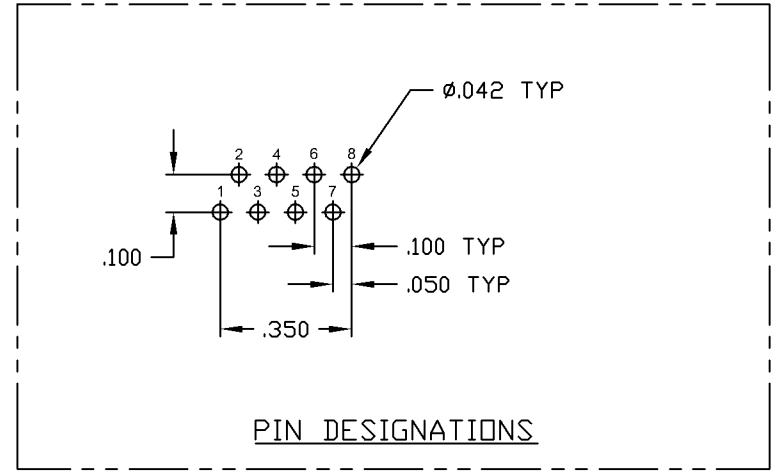 Ø.042 TYP
2 4 6 8
1 3 5 7
.100
.100 TYP
.050 TYP
.350
PIN DESIGNATIONS